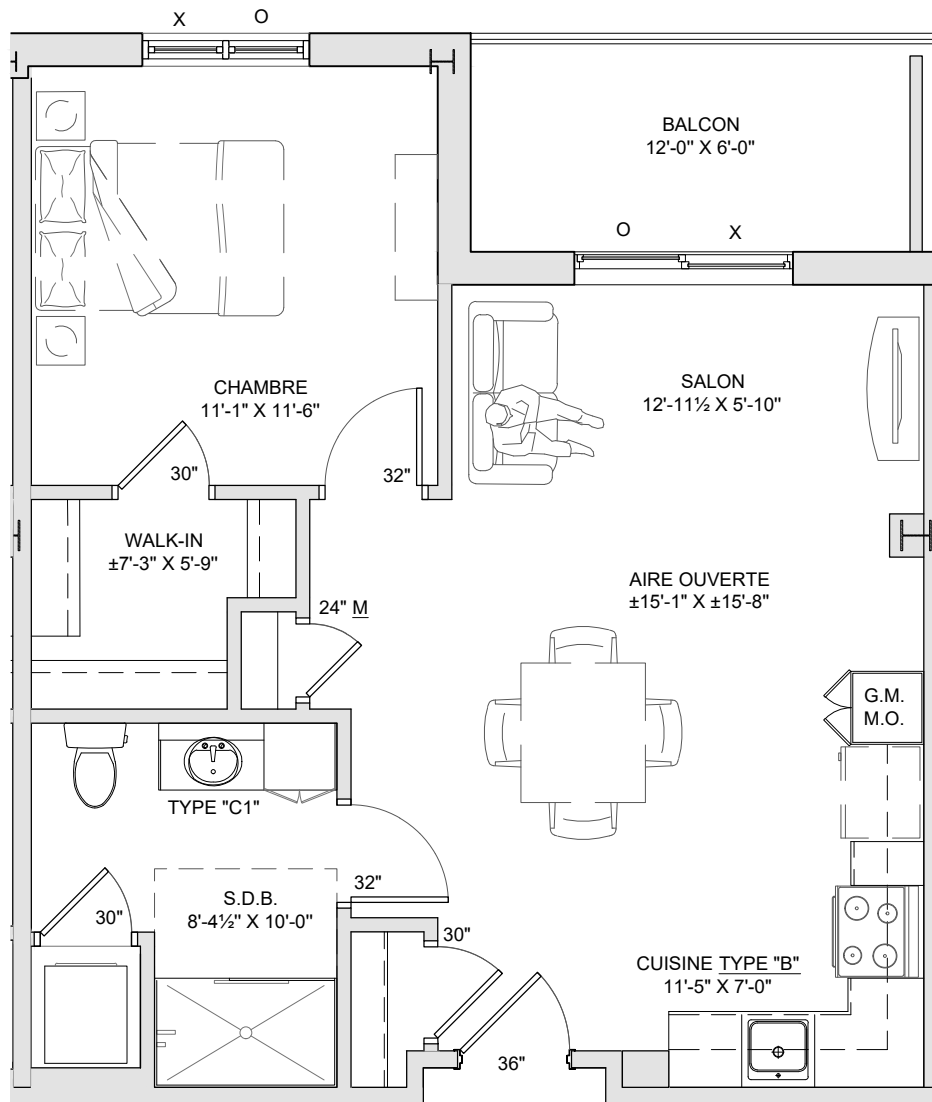 X O
BALCON
12'-0" X 6'-0"
O X
CHAMBRE
11'-1" X 11'-6"
SALON
12'-11½ X 5'-10"
30"
32"
WALK-IN
±7'-3" X 5'-9"
AIRE OUVERTE
±15'-1" X ±15'-8"
24" M
G.M.
M.O.
TYPE "C1"
32"
S.D.B.
8'-4½" X 10'-0"
30"
30"
CUISINE TYPE "B"
11'-5" X 7'-0"
36"